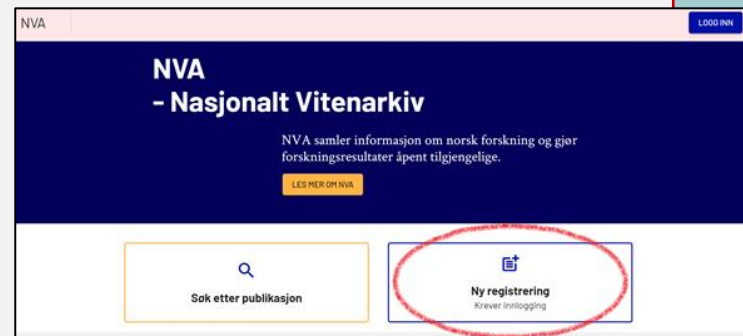 NVA
LOGG INN
NVA
- Nasjonalt Vitenarkiv
NVA samler informasjon om norsk forskning og gjør
forskningsresultater åpent tilgjengelige.
LES MER OM NVA
Søk etter publikasjon
Ny registrering
Krever innlogging